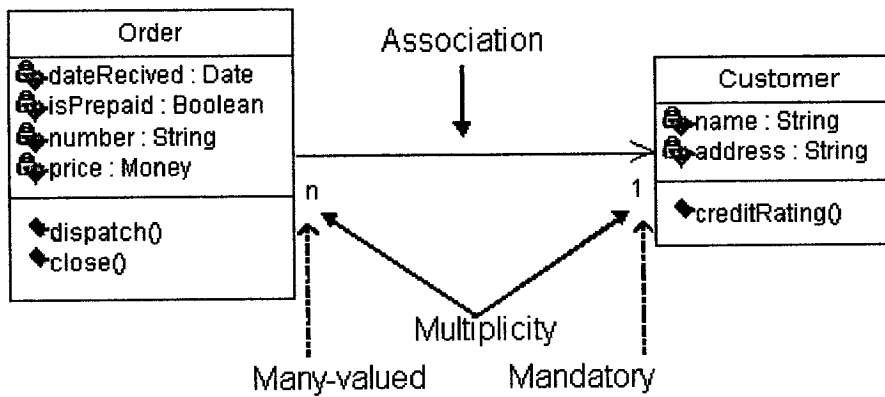 Order
dateRecived : Date
isPrepaid : Boolean
number : String
price : Money
dispatch()
close()
Association
n
1
Multiplicity
Many-valued
Mandatory
Customer
name : String
address : String
creditRating()